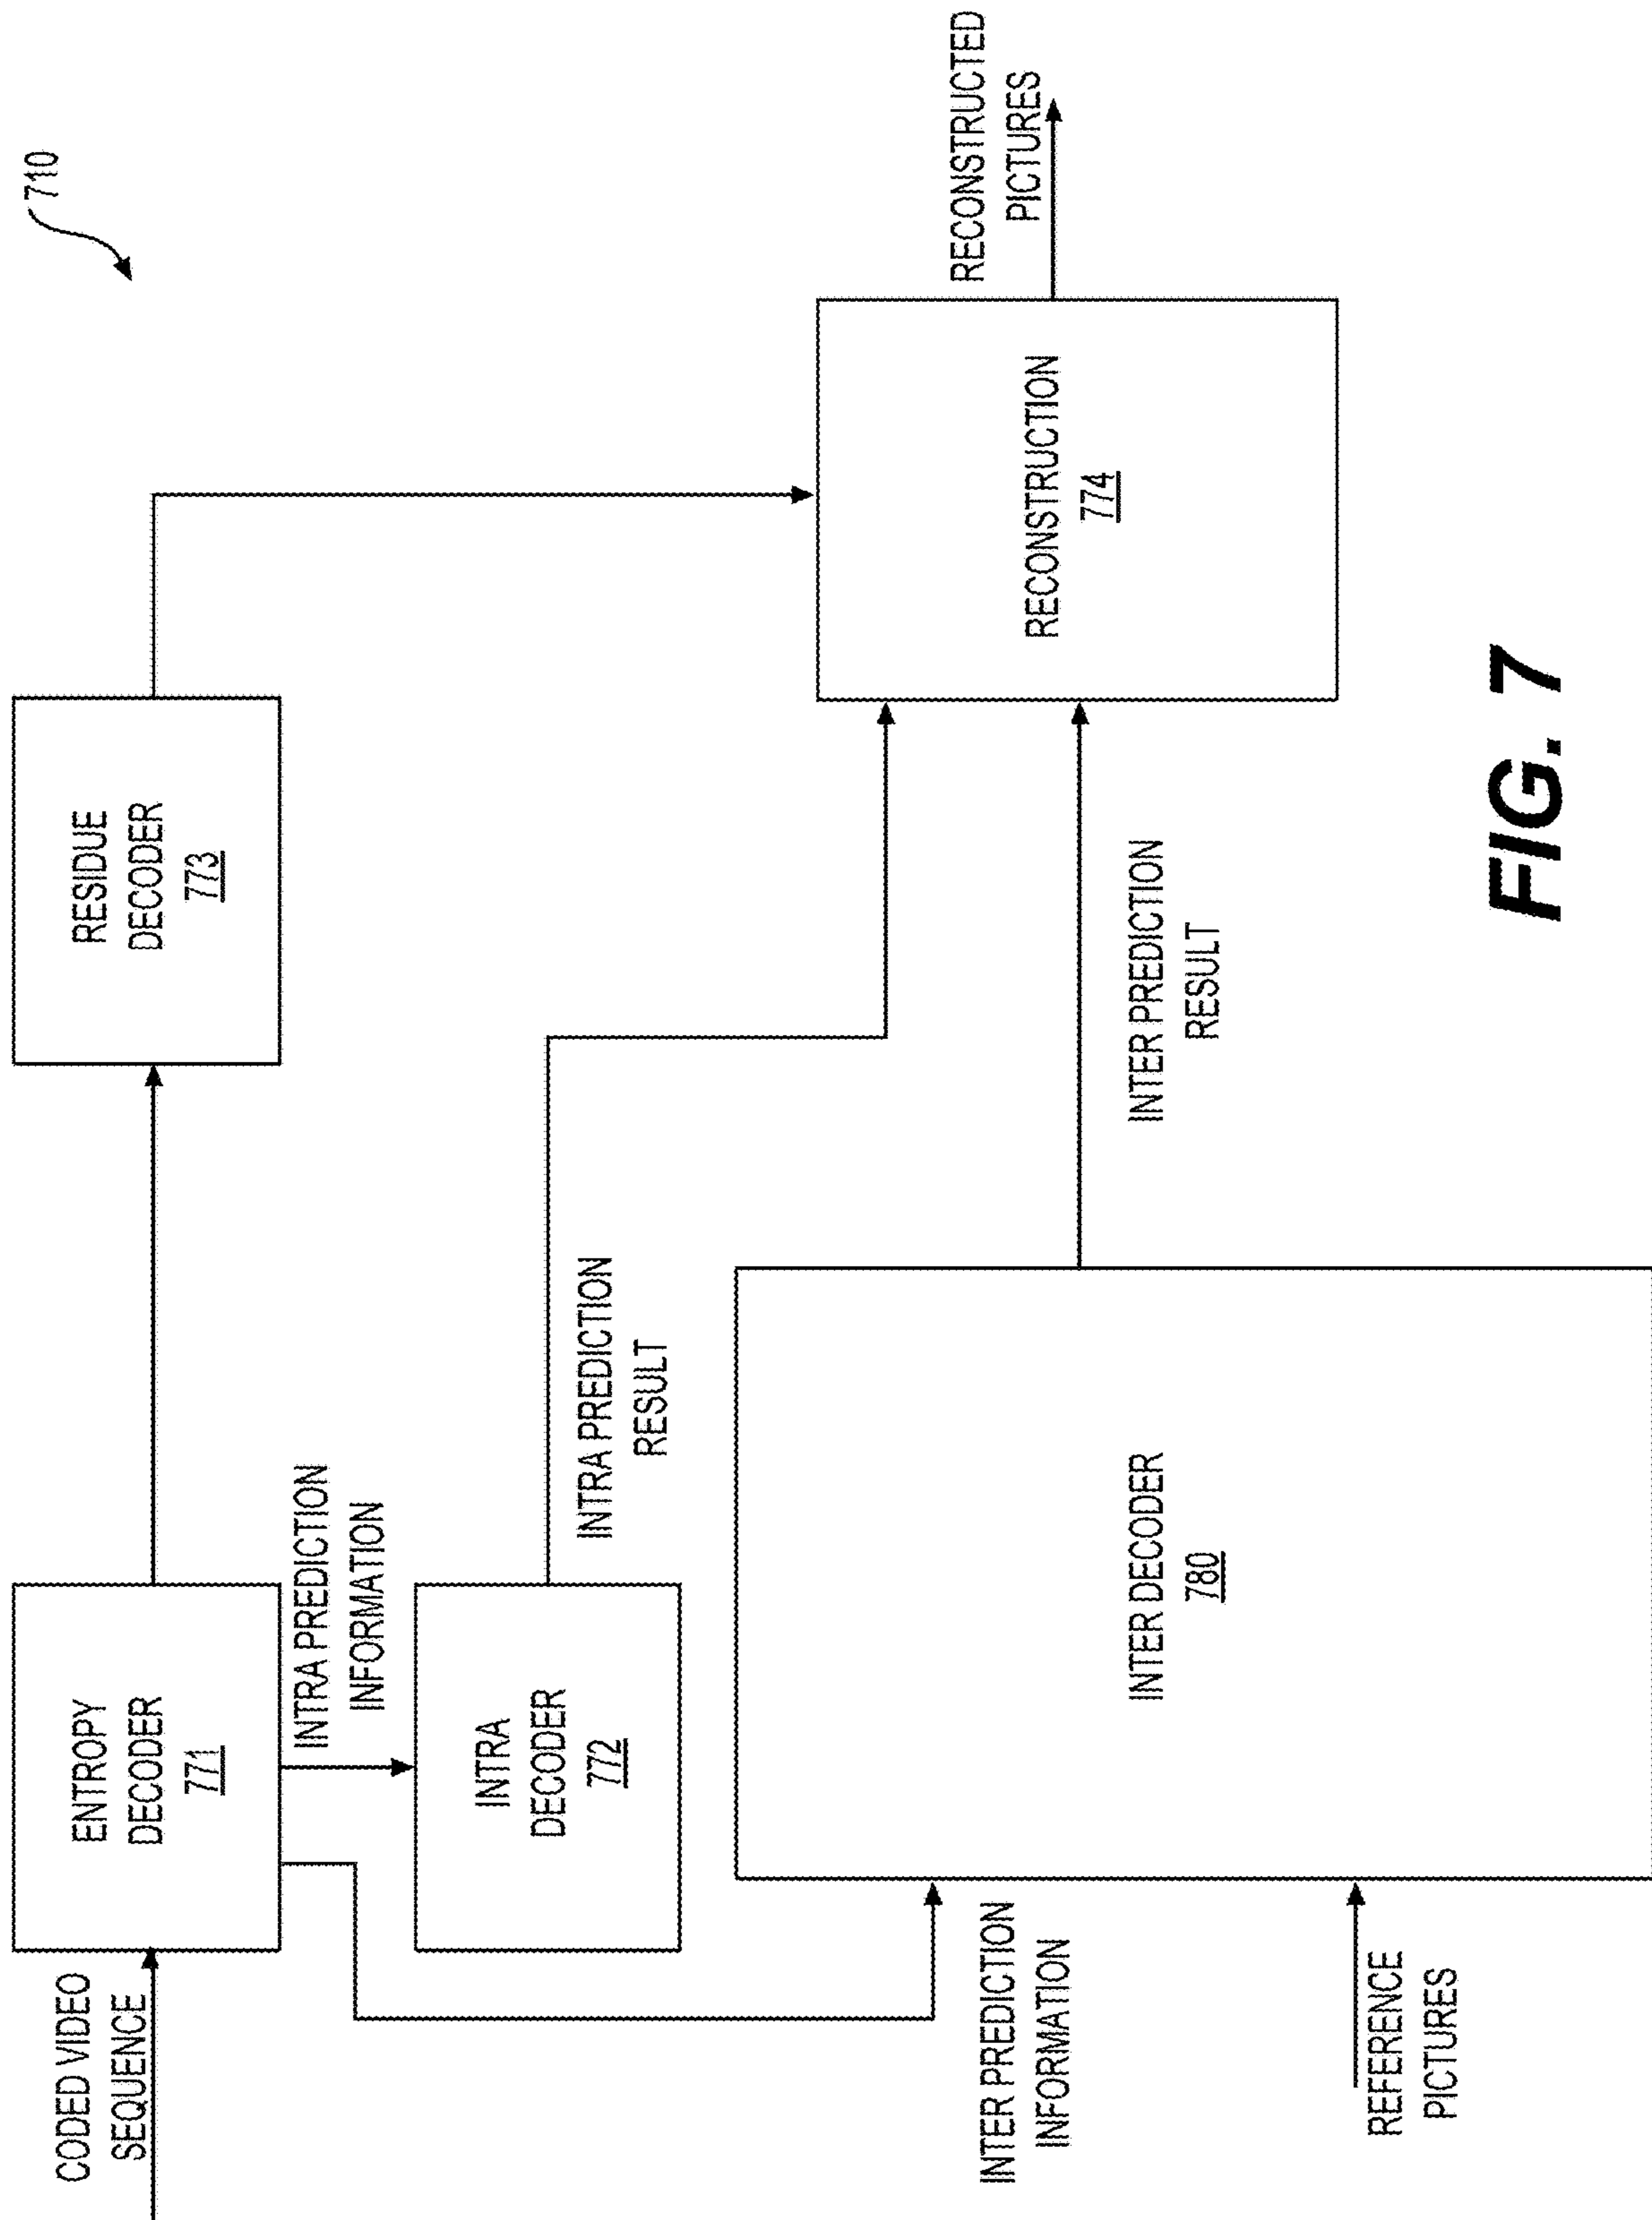 710
CODED VIDEO
SEQUENCE
ENTROPY
DECODER
771
RESIDUE
DECODER
773
INTRA PREDICTION
INFORMATION
INTRA
DECODER
772
INTRA PREDICTION
RESULT
INTER PREDICTION
INFORMATION
REFERENCE
PICTURES
INTER DECODER
780
INTER PREDICTION
RESULT
RECONSTRUCTION
774
RECONSTRUCTED
PICTURES
FIG. 7